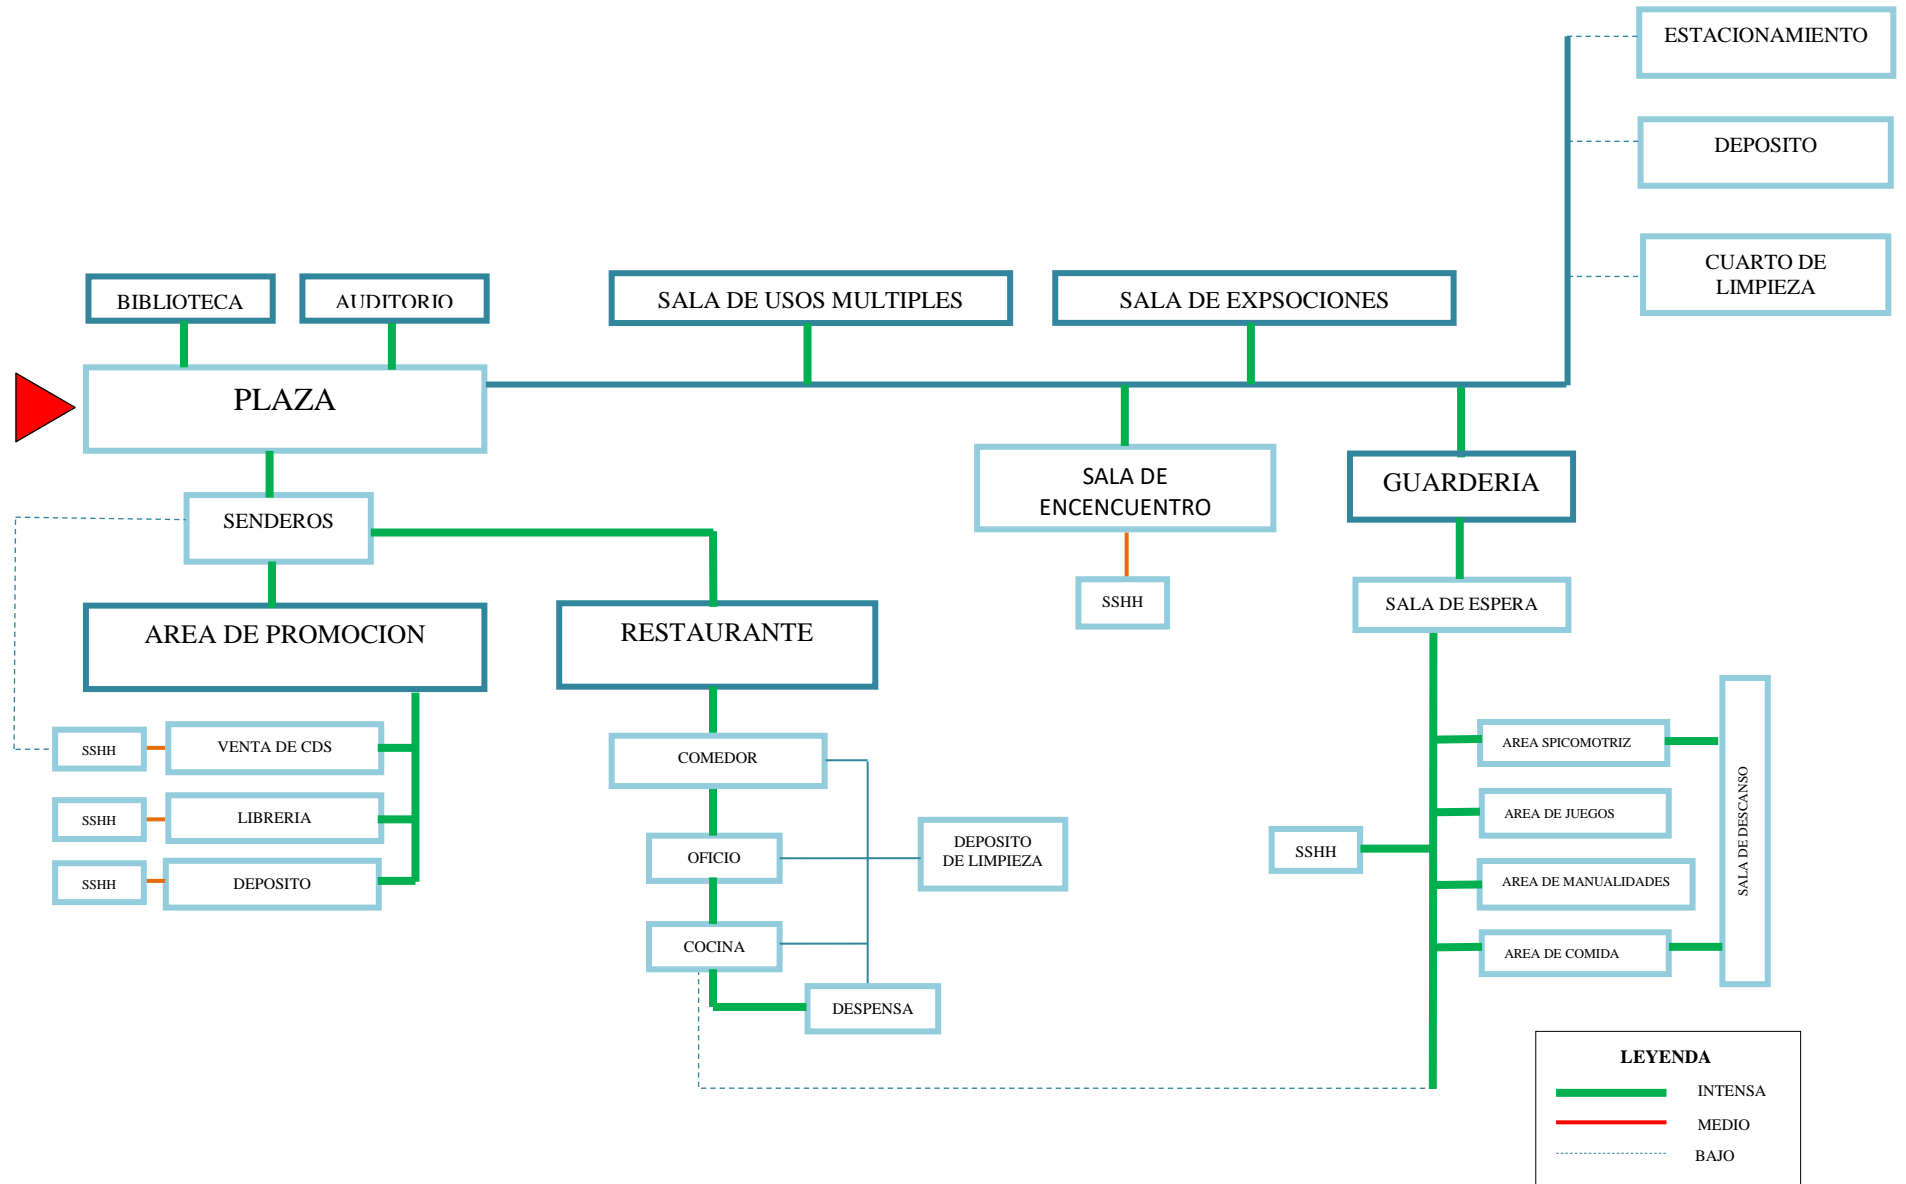 ESTACIONAMIENTO
DEPOSITO
CUARTO DE
LIMPIEZA
BIBLIOTECA
AUDITORIO
SALA DE USOS MULTIPLES
SALA DE EXPSOCIONES
PLAZA
SALA DE
ENCENCUENTRO
GUARDERIA
SENDEROS
SSHH
SALA DE ESPERA
AREA DE PROMOCION
RESTAURANTE
SSHH
VENTA DE CDS
COMEDOR
AREA SPICOMOTRIZ
SALA DE DESCANSO
SSHH
LIBRERIA
AREA DE JUEGOS
OFICIO
DEPOSITO
DE LIMPIEZA
SSHH
SSHH
DEPOSITO
AREA DE MANUALIDADES
COCINA
AREA DE COMIDA
DESPENSA
LEYENDA
INTENSA
MEDIO
BAJO